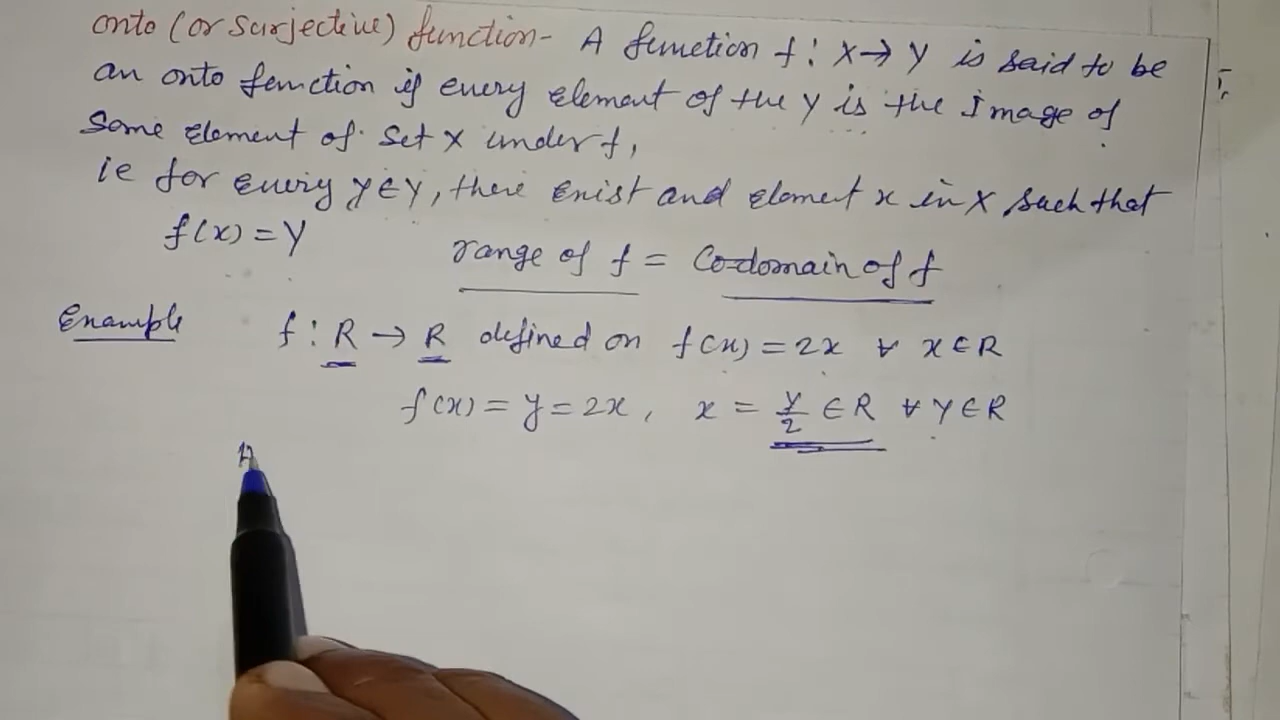 onto (or surjective) function - A function f : X → Y is said to be
an onto function if every element of the Y is the Image of
some element of set X under f,
ie for every y ∈ Y, there exist and element x in X such that
f(x) = Y
range of f = Co-domain of f
Example f : R → R defined on f(x) = 2x ∀ x ∈ R
f(x) = y = 2x, x = y/2 ∈ R ∀ Y ∈ R